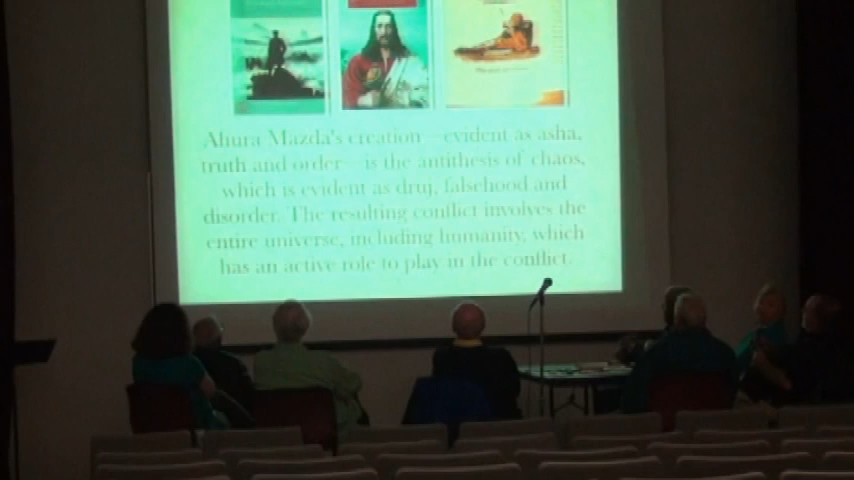 Ahura Mazda's creation—evident as asha,
truth and order—is the antithesis of chaos,
which is evident as druj, falsehood and
disorder. The resulting conflict involves the
entire universe, including humanity, which
has an active role to play in the conflict.